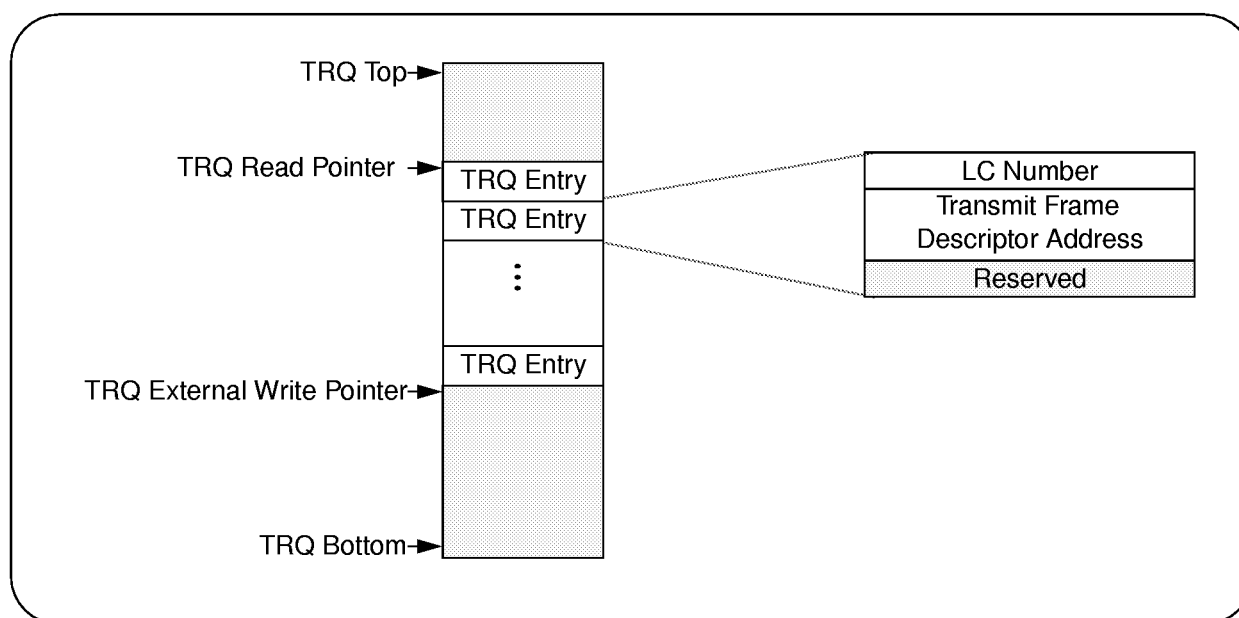 TRQ Top
TRQ Read Pointer
TRQ Entry
TRQ Entry
TRQ Entry
TRQ External Write Pointer
TRQ Bottom
LC Number
Transmit Frame
Descriptor Address
Reserved